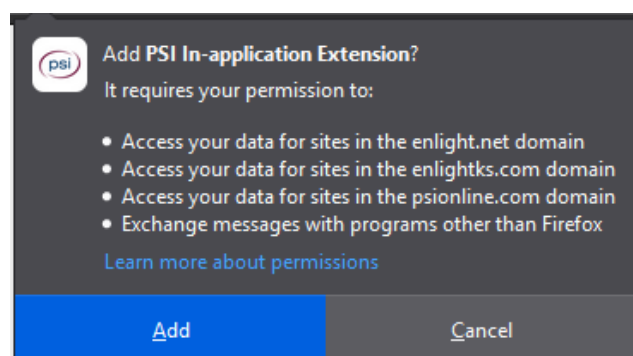 psi
Add PSI In-application Extension?
It requires your permission to:
• Access your data for sites in the enlight.net domain
• Access your data for sites in the enlightks.com domain
• Access your data for sites in the psionline.com domain
• Exchange messages with programs other than Firefox
Learn more about permissions
Add
Cancel